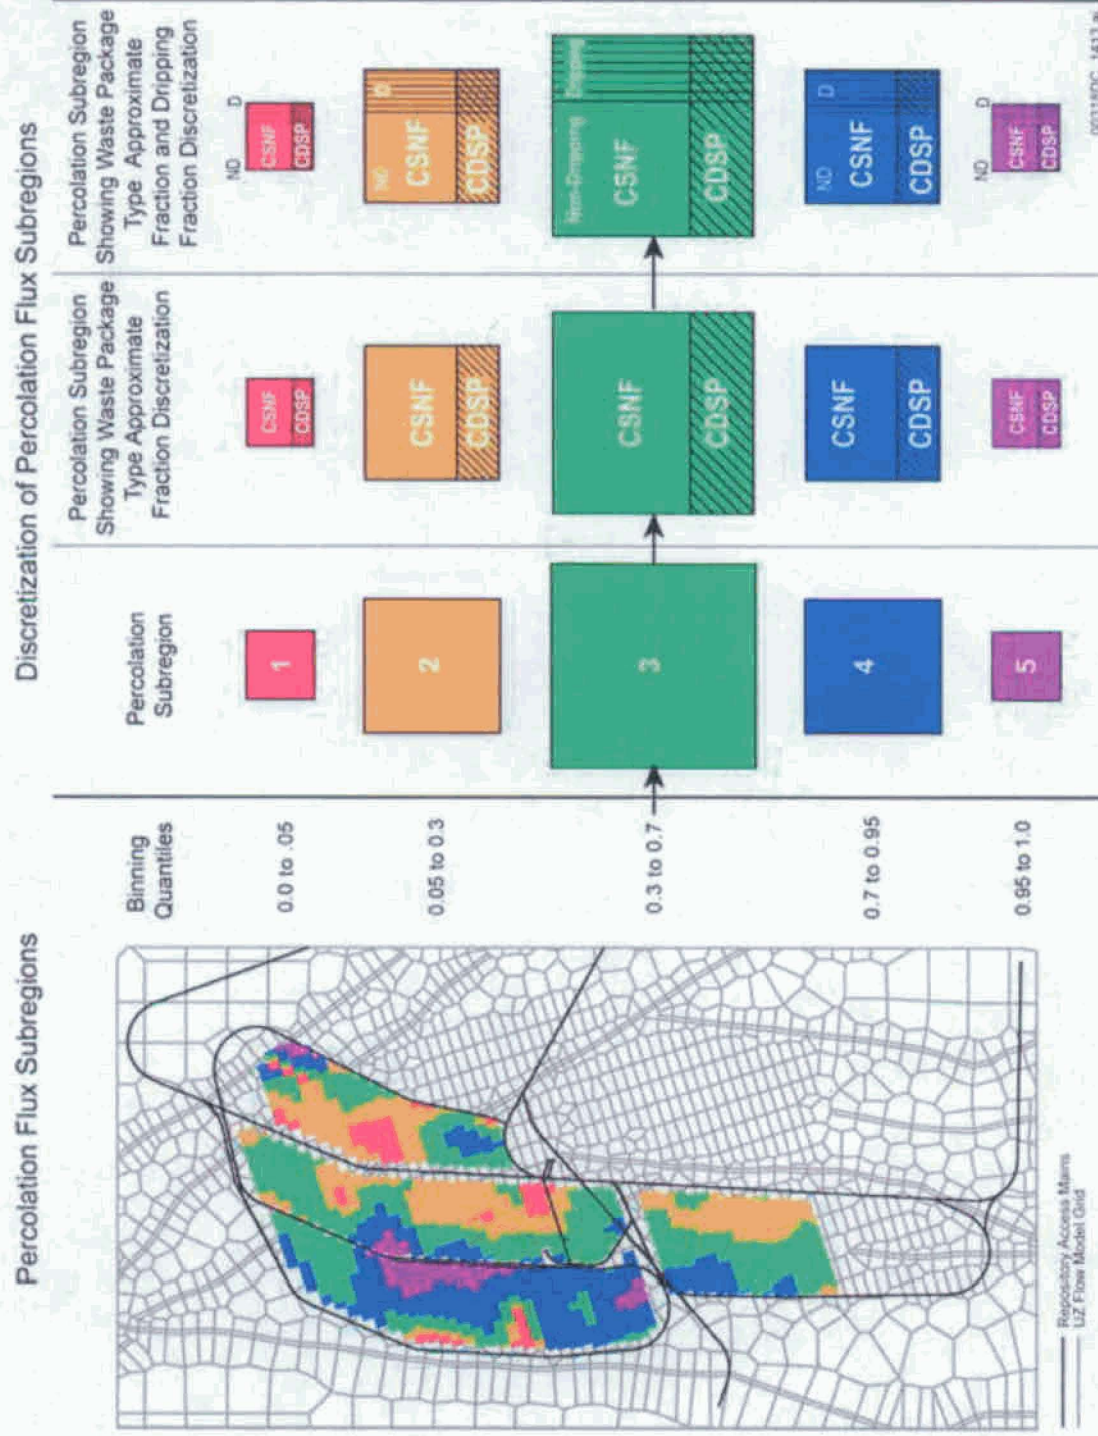 Percolation Flux Subregions
Discretization of Percolation Flux Subregions
Binning
Quantiles
Percolation
Subregion
Percolation Subregion
Showing Waste Package
Type Approximate
Fraction Discretization
Percolation Subregion
Showing Waste Package
Type Approximate
Fraction and Dripping
Fraction Discretization
0.0 to .05
1
CSNF
CDSP
ND
D
CSNF
CDSP
0.05 to 0.3
2
CSNF
CDSP
ND
D
CSNF
CDSP
0.3 to 0.7
3
CSNF
CDSP
Non-Dripping
Dripping
CSNF
CDSP
0.7 to 0.95
4
CSNF
CDSP
ND
D
CSNF
CDSP
0.95 to 1.0
5
CSNF
CDSP
ND
D
CSNF
CDSP
Repository Access Mains
UZ Flow Model Grid